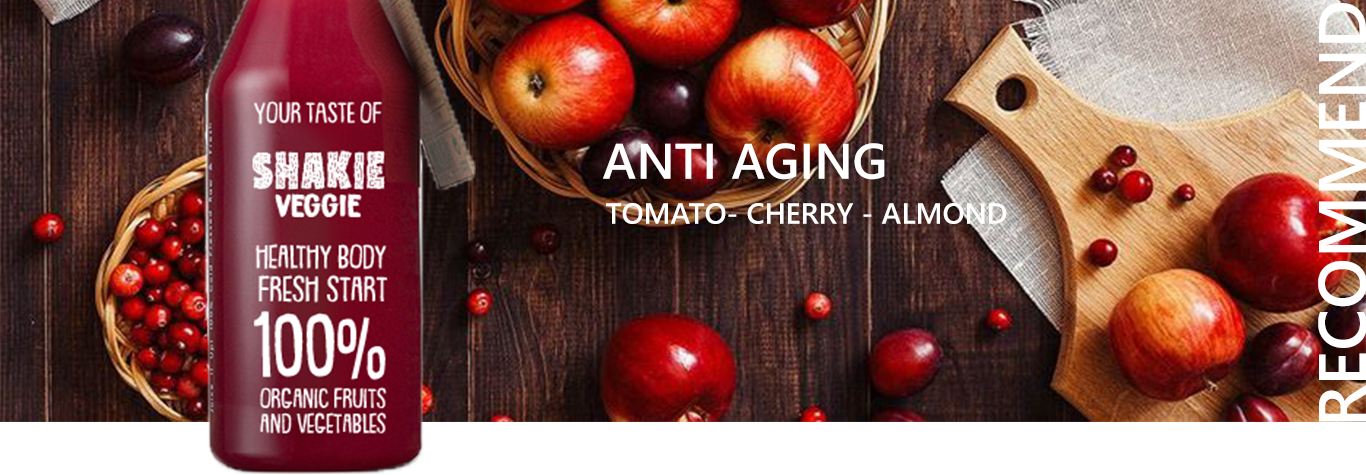 YOUR TASTE OF
SHAKIE
VEGGIE
HEALTHY BODY
FRESH START
100%
ORGANIC FRUITS
AND VEGETABLES
ANTI AGING
TOMATO- CHERRY - ALMOND
RECOMMEND